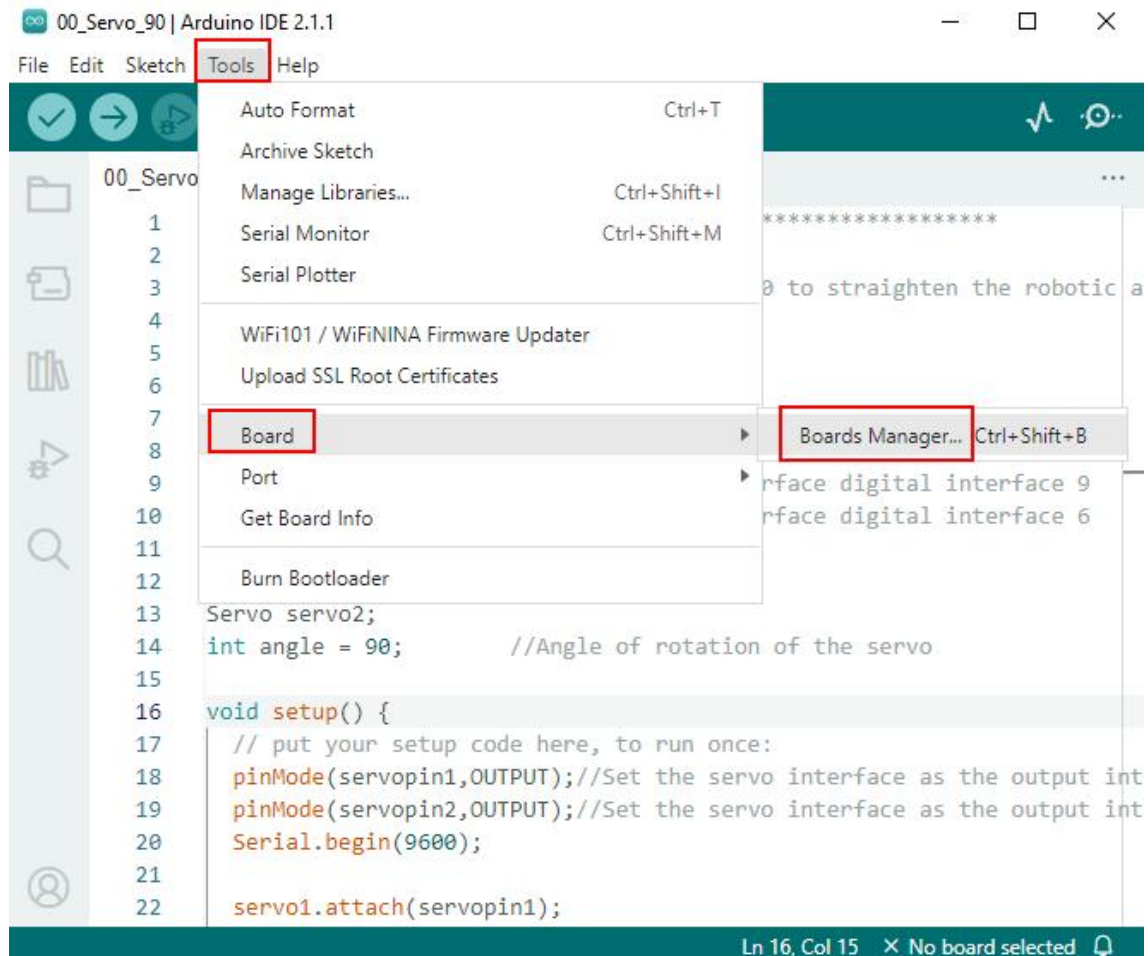 00_Servo_90 | Arduino IDE 2.1.1
File Edit Sketch Tools Help
Auto Format Ctrl+T
Archive Sketch
Manage Libraries... Ctrl+Shift+I
Serial Monitor Ctrl+Shift+M
Serial Plotter
WiFi101 / WiFiNINA Firmware Updater
Upload SSL Root Certificates
Board
Port
Get Board Info
Burn Bootloader
Boards Manager... Ctrl+Shift+B
00_Servo
1 ******************
2
3 0 to straighten the robotic a
4
5
6
7
8
9 rface digital interface 9
10 rface digital interface 6
11
12
13 Servo servo2;
14 int angle = 90; //Angle of rotation of the servo
15
16 void setup() {
17 // put your setup code here, to run once:
18 pinMode(servopin1,OUTPUT);//Set the servo interface as the output int
19 pinMode(servopin2,OUTPUT);//Set the servo interface as the output int
20 Serial.begin(9600);
21
22 servo1.attach(servopin1);
Ln 16, Col 15 × No board selected